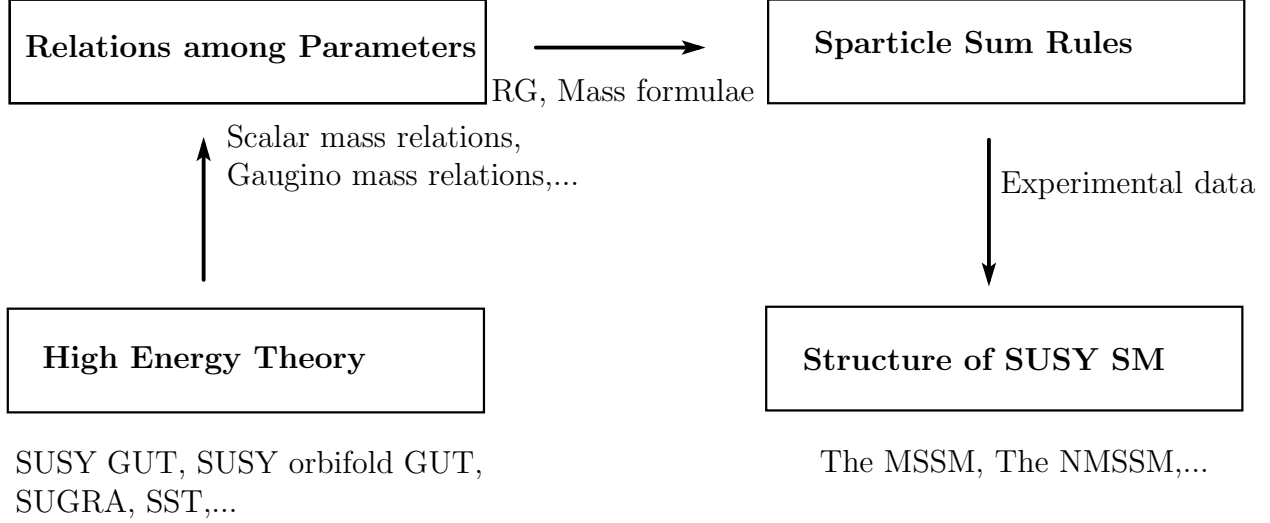 Relations among Parameters
RG, Mass formulae
Sparticle Sum Rules
Scalar mass relations,
Gaugino mass relations,...
Experimental data
High Energy Theory
Structure of SUSY SM
SUSY GUT, SUSY orbifold GUT,
SUGRA, SST,...
The MSSM, The NMSSM,...